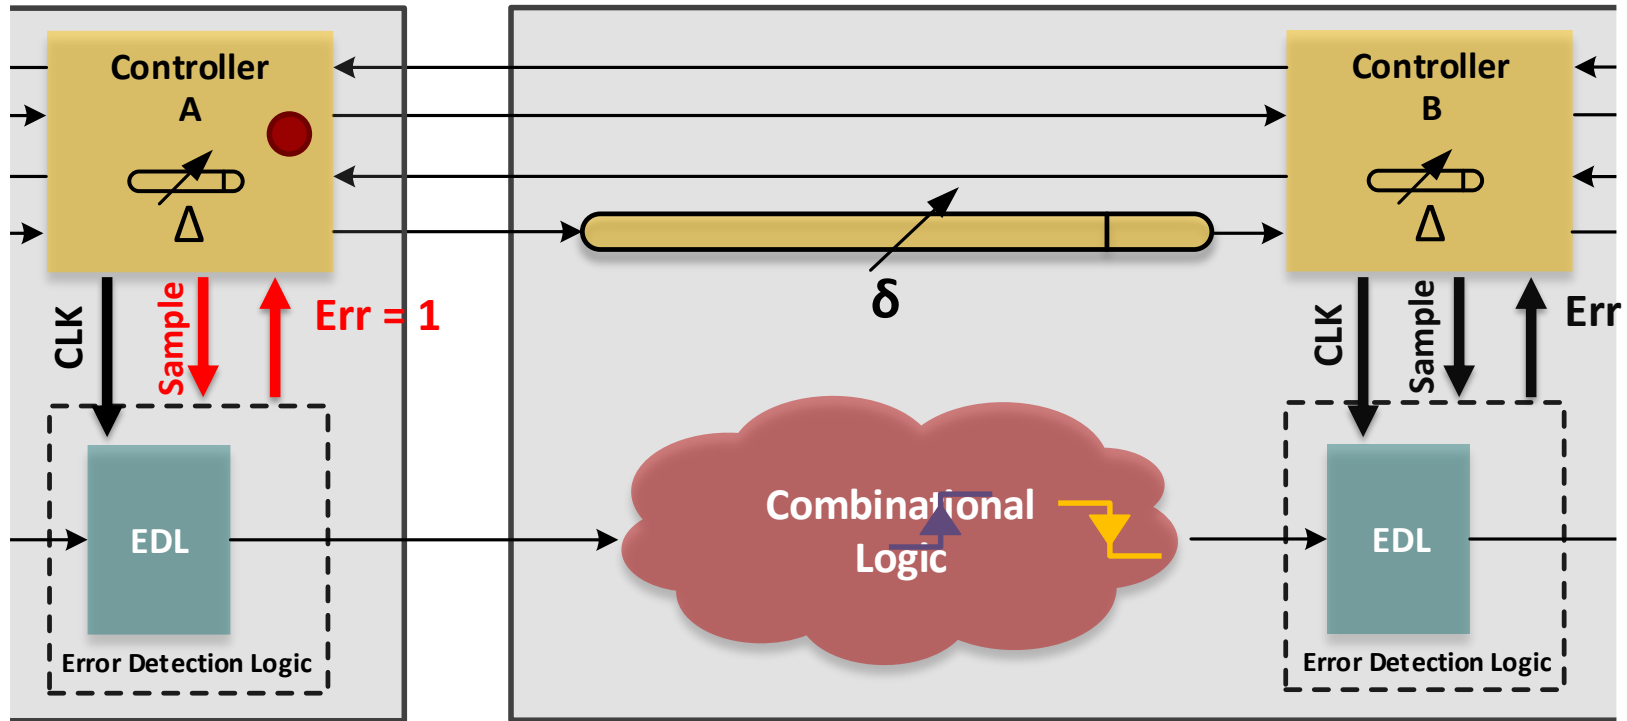 Controller
A
Δ
Controller
B
Δ
δ
CLK
Sample
Err = 1
CLK
Sample
Err
EDL
Error Detection Logic
Combinational
Logic
EDL
Error Detection Logic